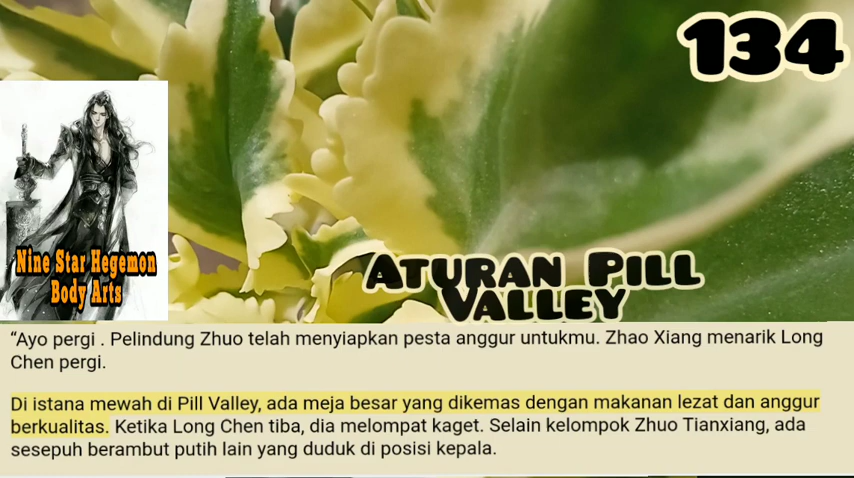 134
Nine Star Hegemon
Body Arts
Aturan Pill
Valley
“Ayo pergi . Pelindung Zhuo telah menyiapkan pesta anggur untukmu. Zhao Xiang menarik Long
Chen pergi.
Di istana mewah di Pill Valley, ada meja besar yang dikemas dengan makanan lezat dan anggur
berkualitas. Ketika Long Chen tiba, dia melompat kaget. Selain kelompok Zhuo Tianxiang, ada
sesepuh berambut putih lain yang duduk di posisi kepala.